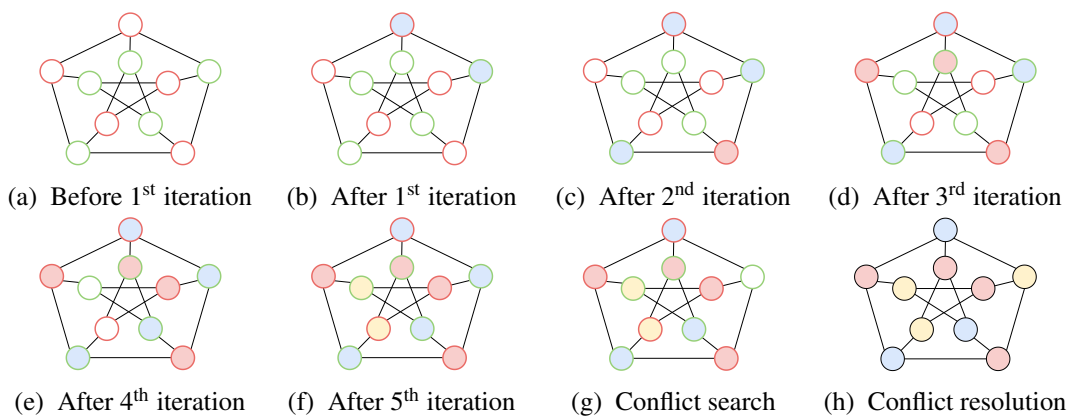 (a) Before 1st iteration
(b) After 1st iteration
(c) After 2nd iteration
(d) After 3rd iteration
(e) After 4th iteration
(f) After 5th iteration
(g) Conflict search
(h) Conflict resolution